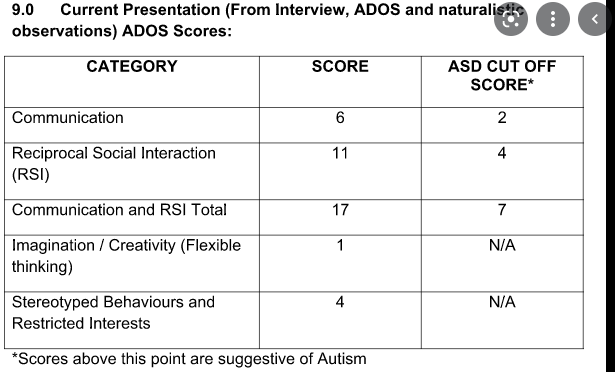 9.0 Current Presentation (From Interview, ADOS and naturalistic
observations) ADOS Scores:
CATEGORY SCORE ASD CUT OFF
SCORE*
Communication 6 2
Reciprocal Social Interaction 11 4
(RSI)
Communication and RSI Total 17 7
Imagination / Creativity (Flexible 1 N/A
thinking)
Stereotyped Behaviours and 4 N/A
Restricted Interests
*Scores above this point are suggestive of Autism